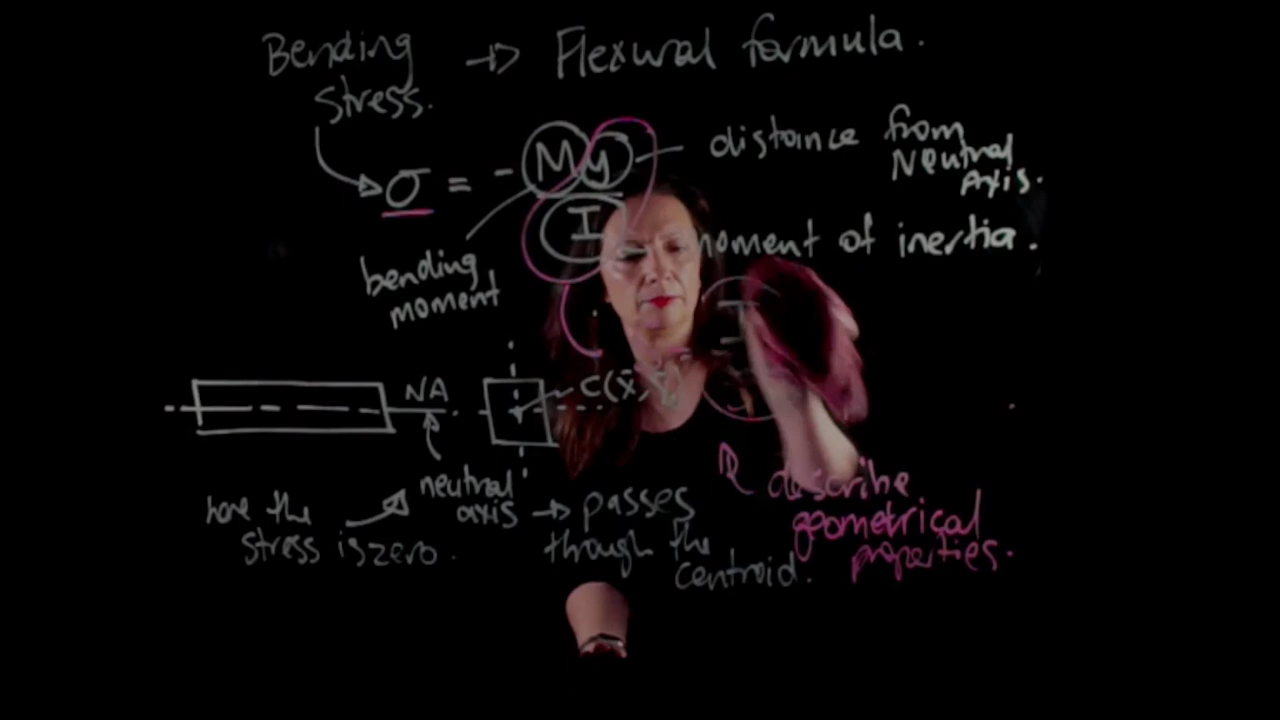 Bending → Flexural formula.
stress.
σ = - My
I
distance from
Neutral
Axis.
moment of inertia.
bending
moment
I
NA
C(x̄, ȳ)
neutral
axis → passes
through the
centroid.
have the
stress is zero.
describe
geometrical
properties.